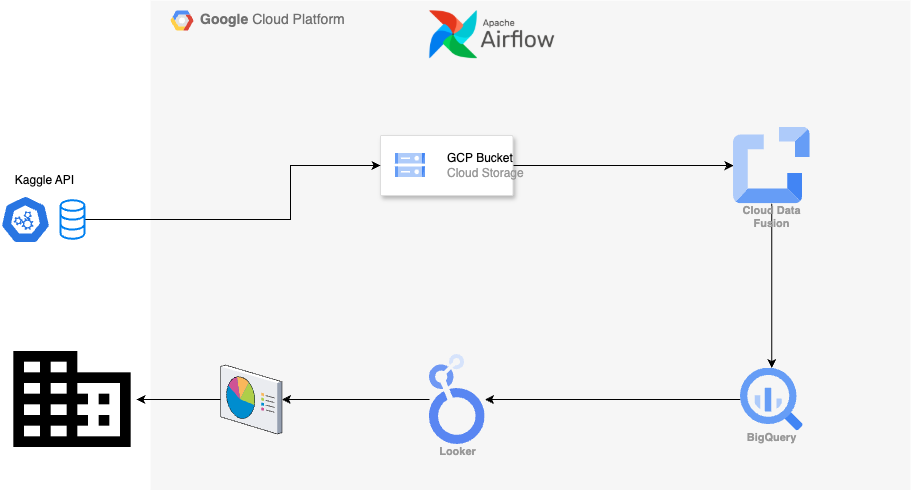 Google Cloud Platform
Apache
Airflow
Kaggle API
GCP Bucket
Cloud Storage
Cloud Data
Fusion
Looker
BigQuery